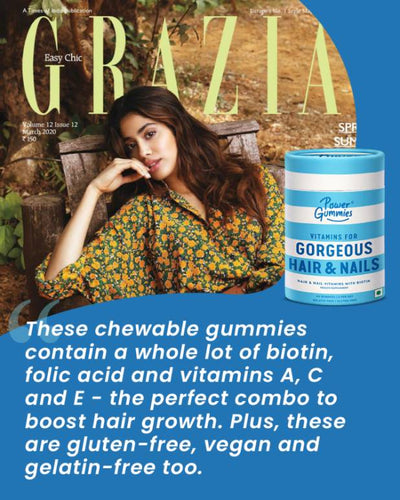 A Times of India Publication
GRAZIA
Easy Chic
Volume 12 Issue 12
March 2020
₹150
SPR
SUM
Power
Gummies
VITAMINS FOR
GORGEOUS
HAIR & NAILS
HAIR & NAIL VITAMINS WITH BIOTIN
“
These chewable gummies
contain a whole lot of biotin,
folic acid and vitamins A, C
and E - the perfect combo to
boost hair growth. Plus, these
are gluten-free, vegan and
gelatin-free too.